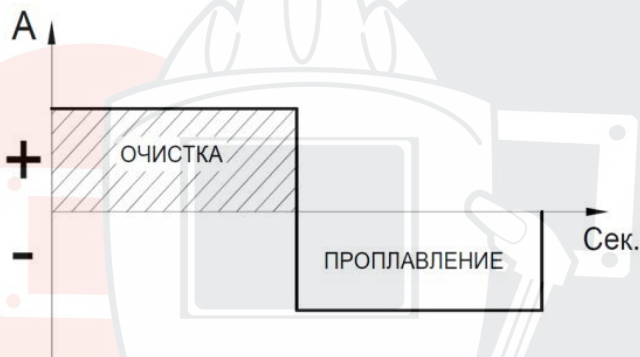 А
+
ОЧИСТКА
-
Сек.
ПРОПЛАВЛЕНИЕ